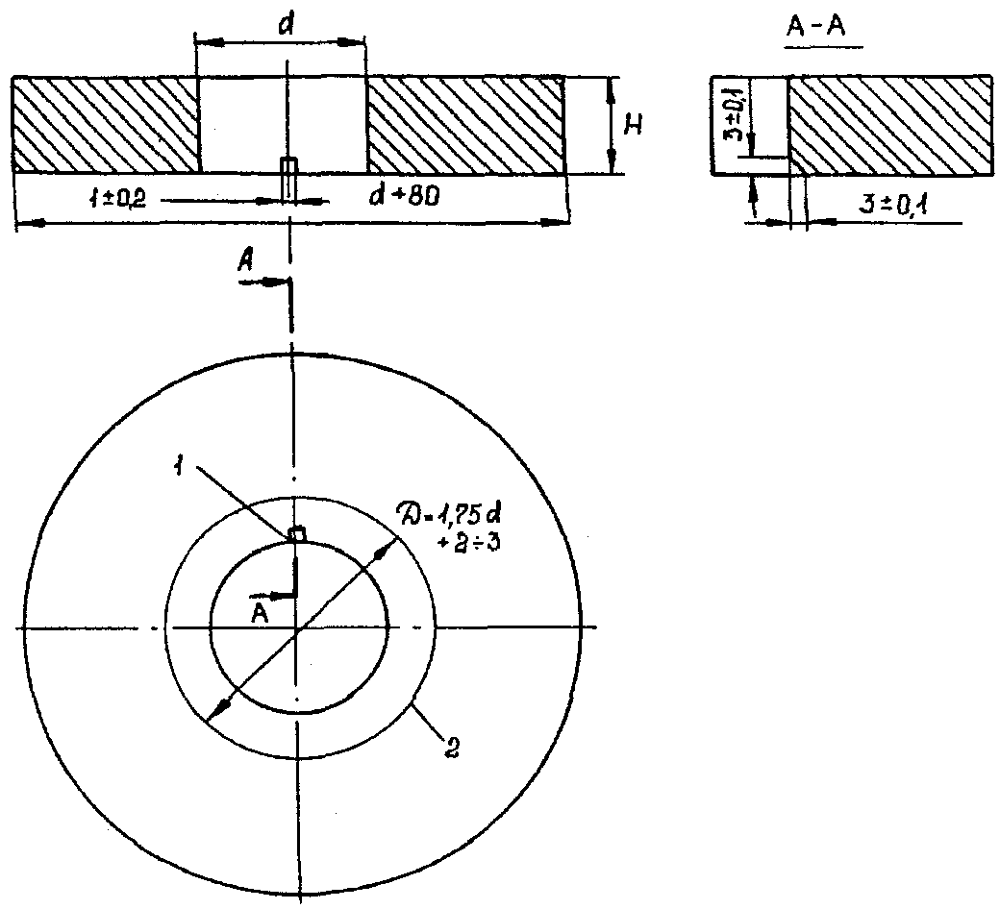 d
A-A
H
3±0,1
1±0,2
d+80
3±0,1
A
1
D=1,75d
+2÷3
A
2